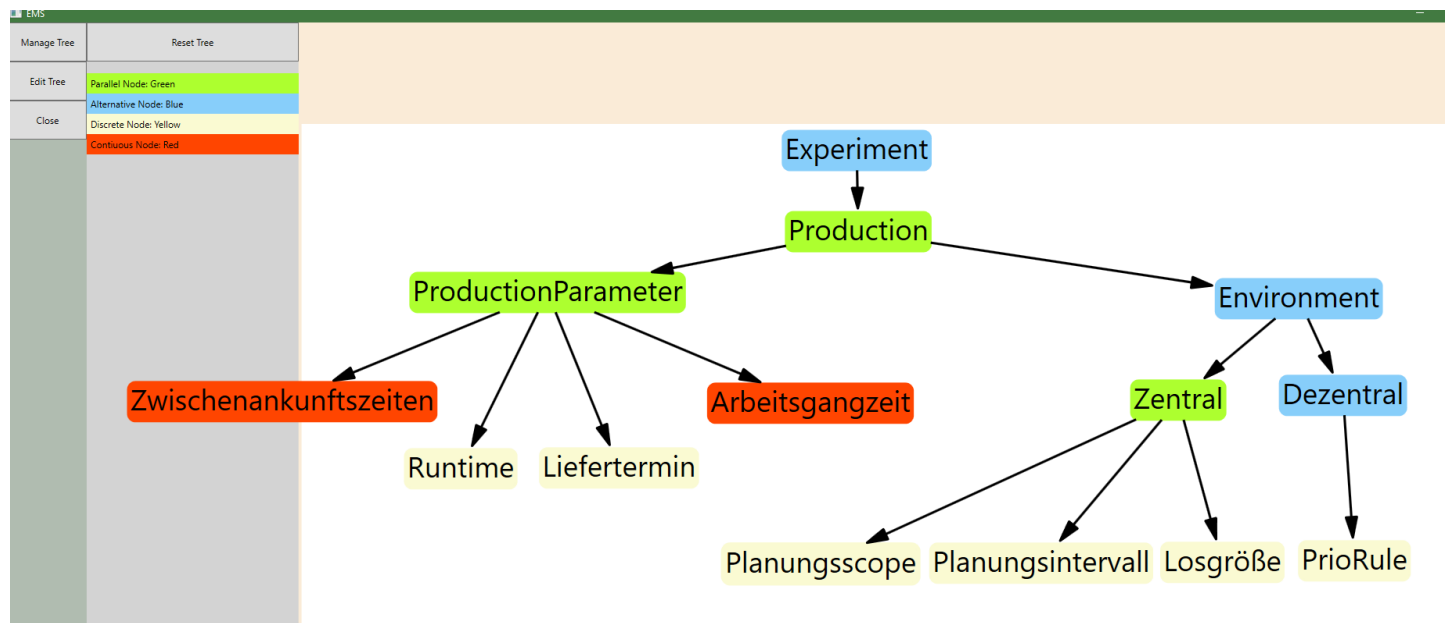 EMS
Manage Tree
Reset Tree
Edit Tree
Close
Parallel Node: Green
Alternative Node: Blue
Discrete Node: Yellow
Contiuous Node: Red
Experiment
Production
ProductionParameter
Environment
Zwischenankunftszeiten
Arbeitsgangzeit
Zentral
Dezentral
Runtime
Liefertermin
Planungsscope
Planungsintervall
Losgröße
PrioRule